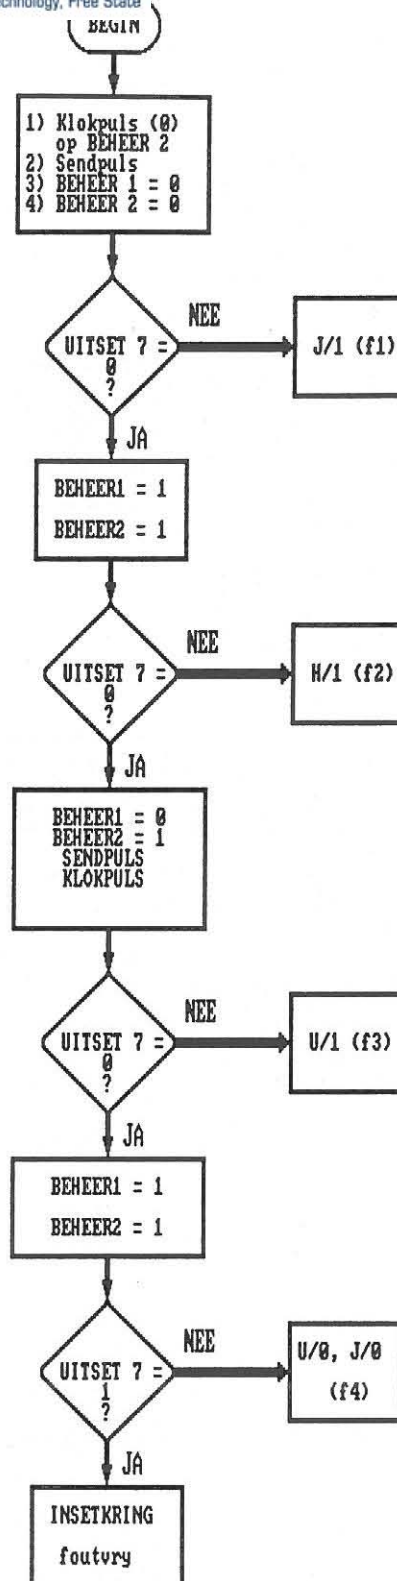 chnology, Free State
BEGIN
1) Klokpuls (0)
op BEHEER 2
2) Sendpuls
3) BEHEER 1 = 0
4) BEHEER 2 = 0
UITSET 7 =
0
?
NEE
J/1 (f1)
JA
BEHEER1 = 1
BEHEER2 = 1
UITSET 7 =
0
?
NEE
H/1 (f2)
JA
BEHEER1 = 0
BEHEER2 = 1
SENDPULS
KLOKPULS
UITSET 7 =
0
?
NEE
U/1 (f3)
JA
BEHEER1 = 1
BEHEER2 = 1
UITSET 7 =
1
?
NEE
U/0, J/0
(f4)
JA
INSETKRING
foutvry